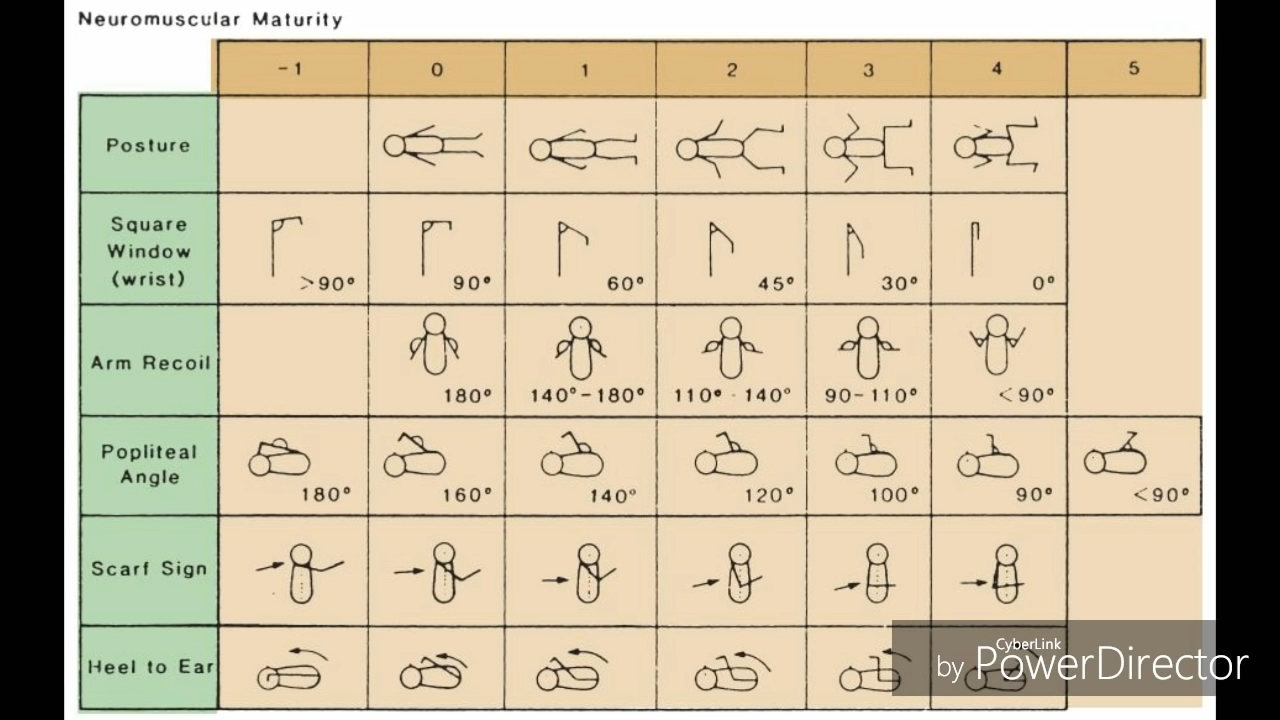 Neuromuscular Maturity
-1 0 1 2 3 4 5
Posture
Square
Window
(wrist)
>90° 90° 60° 45° 30° 0°
Arm Recoil
180° 140°-180° 110°-140° 90-110° <90°
Popliteal
Angle
180° 160° 140° 120° 100° 90° <90°
Scarf Sign
Heel to Ear
CyberLink
by PowerDirector